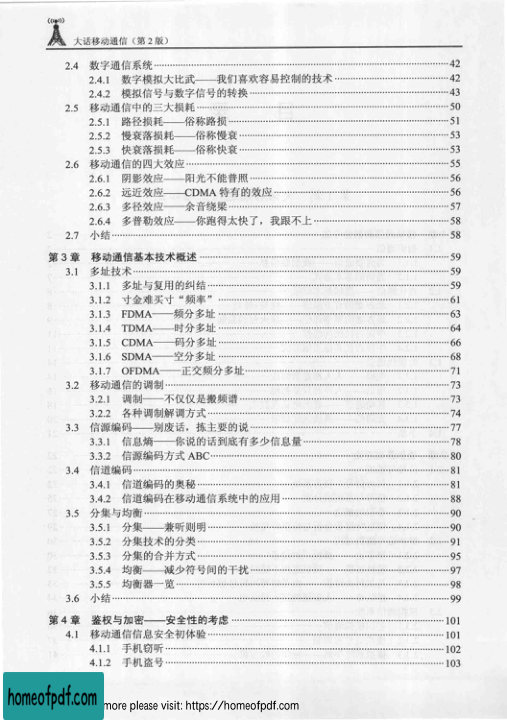 大话移动通信（第 2 版）
2.4 数字通信系统 42
2.4.1 数字模拟大比武——我们喜欢容易控制的技术 42
2.4.2 模拟信号与数字信号的转换 43
2.5 移动通信中的三大损耗 50
2.5.1 路径损耗——俗称路损 51
2.5.2 慢衰落损耗——俗称慢衰 53
2.5.3 快衰落损耗——俗称快衰 53
2.6 移动通信的四大效应 55
2.6.1 阴影效应——阳光不能普照 56
2.6.2 远近效应——CDMA 特有的效应 56
2.6.3 多径效应——余音绕梁 57
2.6.4 多普勒效应——你跑得太快了，我跟不上 58
2.7 小结 58
第 3 章 移动通信基本技术概述 59
3.1 多址技术 59
3.1.1 多址与复用的纠结 59
3.1.2 寸金难买寸“频率” 61
3.1.3 FDMA——频分多址 63
3.1.4 TDMA——时分多址 64
3.1.5 CDMA——码分多址 66
3.1.6 SDMA——空分多址 68
3.1.7 OFDMA——正交频分多址 71
3.2 移动通信的调制 73
3.2.1 调制——不仅仅是搬频谱 73
3.2.2 各种调制解调方式 74
3.3 信源编码——别废话，拣主要的说 77
3.3.1 信息熵——你说的话到底有多少信息量 78
3.3.2 信源编码方式 ABC 80
3.4 信道编码 81
3.4.1 信道编码的奥秘 81
3.4.2 信道编码在移动通信系统中的应用 88
3.5 分集与均衡 90
3.5.1 分集——兼听则明 90
3.5.2 分集技术的分类 91
3.5.3 分集的合并方式 95
3.5.4 均衡——减少符号间的干扰 97
3.5.5 均衡器一览 98
3.6 小结 99
第 4 章 鉴权与加密——安全性的考虑 101
4.1 移动通信信息安全初体验 101
4.1.1 手机窃听 102
4.1.2 手机盗号 103
homeofpdf.com
more please visit: https://homeofpdf.com